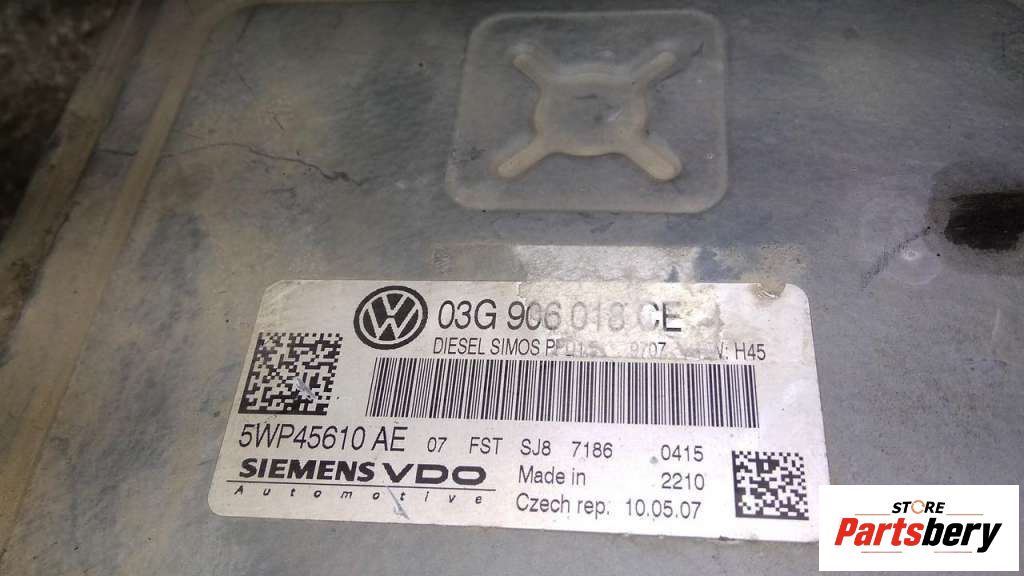 03G 906 018 CE
DIESEL SIMOS 9707 H45
5WP45610 AE 07 FST SJ8 7186 0415
SIEMENS VDO
Automotive
Made in 2210
Czech rep. 10.05.07
STORE
Partsbery